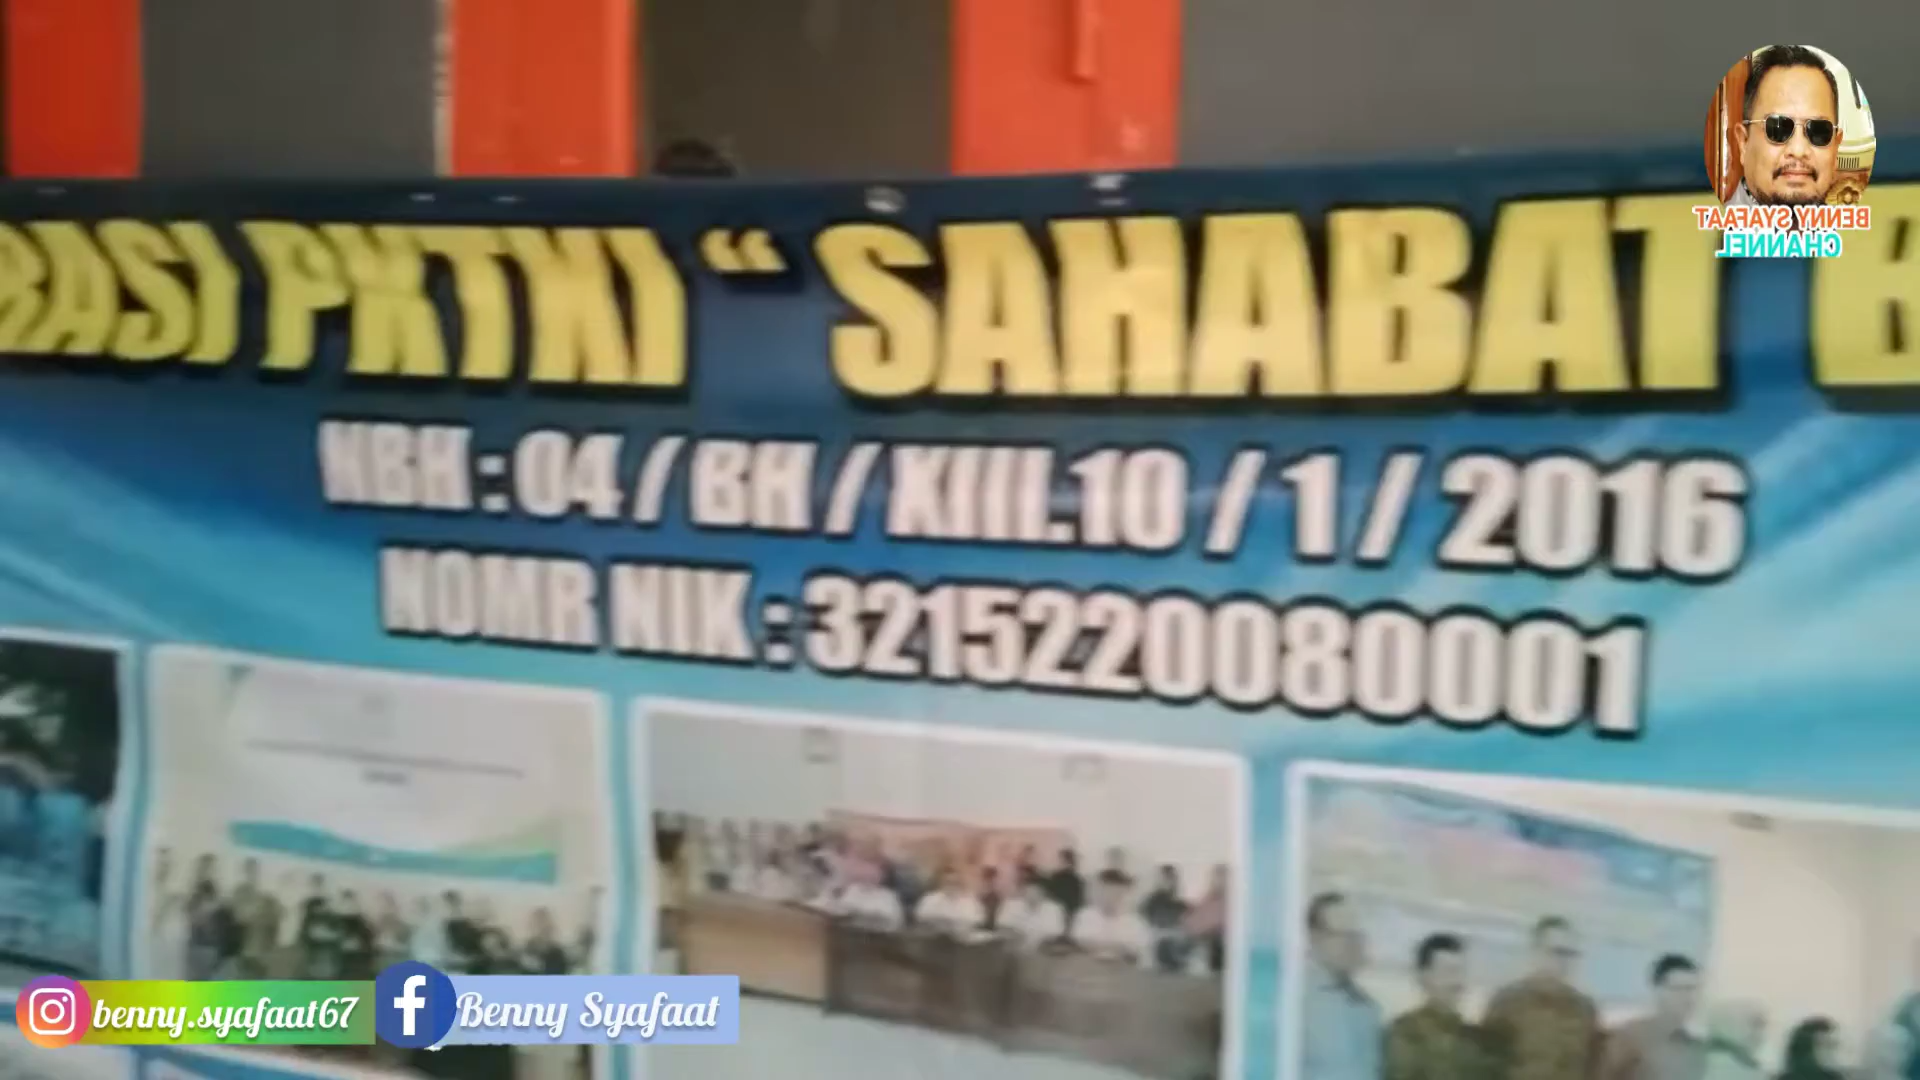 RASI PKTKI “ SAHABAT B
NBH : 04 / BH / XIII.10 / 1 / 2016
NOMR NIK : 3215220080001
BENNY SYAFAAT
CHANNEL
benny.syafaat67
Benny Syafaat